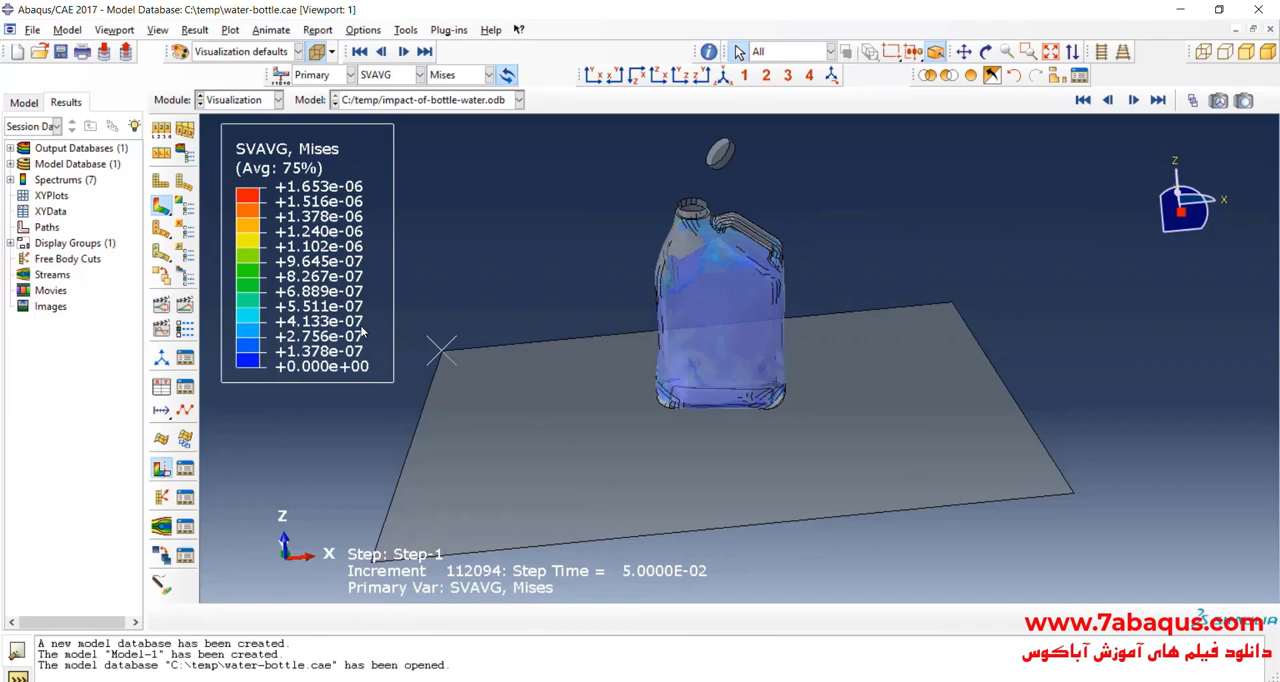 Abaqus/CAE 2017 - Model Database: C:\temp\water-bottle.cae [Viewport: 1]
File Model Viewport View Result Plot Animate Report Options Tools Plug-ins Help
Visualization defaults All
Primary SVAVG Mises 1 2 3 4
Model Results Module: Visualization Model: C:/temp/impact-of-bottle-water.odb
Session Da
Output Databases (1)
Model Database (1)
Spectrums (7)
XYPlots
XYData
Paths
Display Groups (1)
Free Body Cuts
Streams
Movies
Images
SVAVG, Mises
(Avg: 75%)
+1.653e-06
+1.516e-06
+1.378e-06
+1.240e-06
+1.102e-06
+9.645e-07
+8.267e-07
+6.889e-07
+5.511e-07
+4.133e-07
+2.756e-07
+1.378e-07
+0.000e+00
Z
X
Z
X
Step: Step-1
Increment 112094: Step Time = 5.0000E-02
Primary Var: SVAVG, Mises
www.7abaqus.com
دانلود فیلم های آموزش آباکوس
A new model database has been created.
The model "Model-1" has been created.
The model database "C:\temp\water-bottle.cae" has been opened.